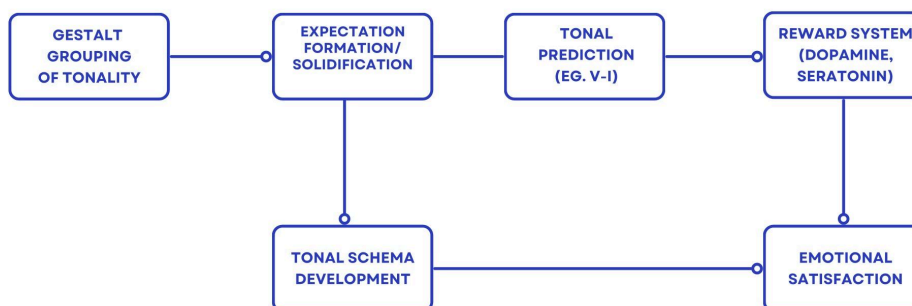 GESTALT
GROUPING
OF TONALITY
EXPECTATION
FORMATION/
SOLIDIFICATION
TONAL
PREDICTION
(EG. V-I)
REWARD SYSTEM
(DOPAMINE,
SERATONIN)
TONAL SCHEMA
DEVELOPMENT
EMOTIONAL
SATISFACTION